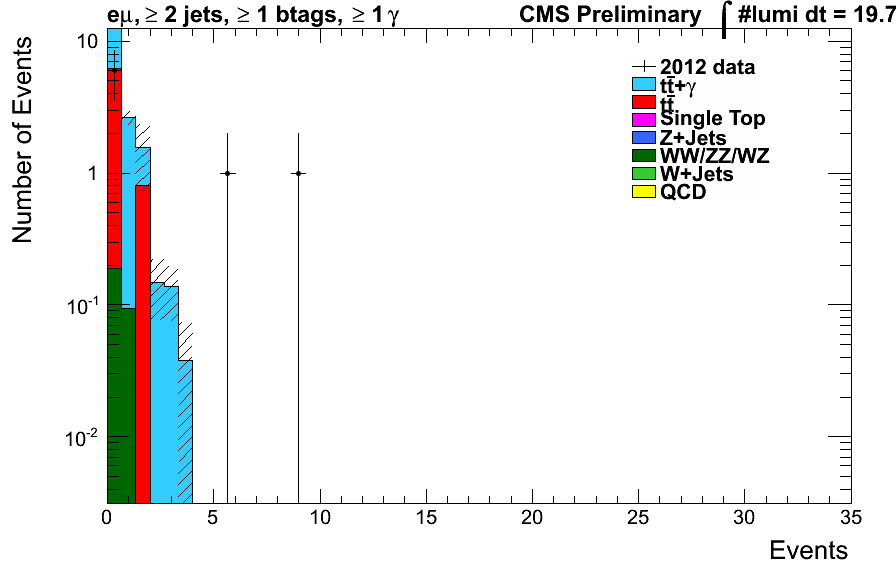 eμ, ≥ 2 jets, ≥ 1 btags, ≥ 1 γ
CMS Preliminary ∫ #lumi dt = 19.7
Number of Events
10
1
10⁻¹
10⁻²
2012 data
tt̄+γ
tt̄
Single Top
Z+Jets
WW/ZZ/WZ
W+Jets
QCD
0 5 10 15 20 25 30 35
Events